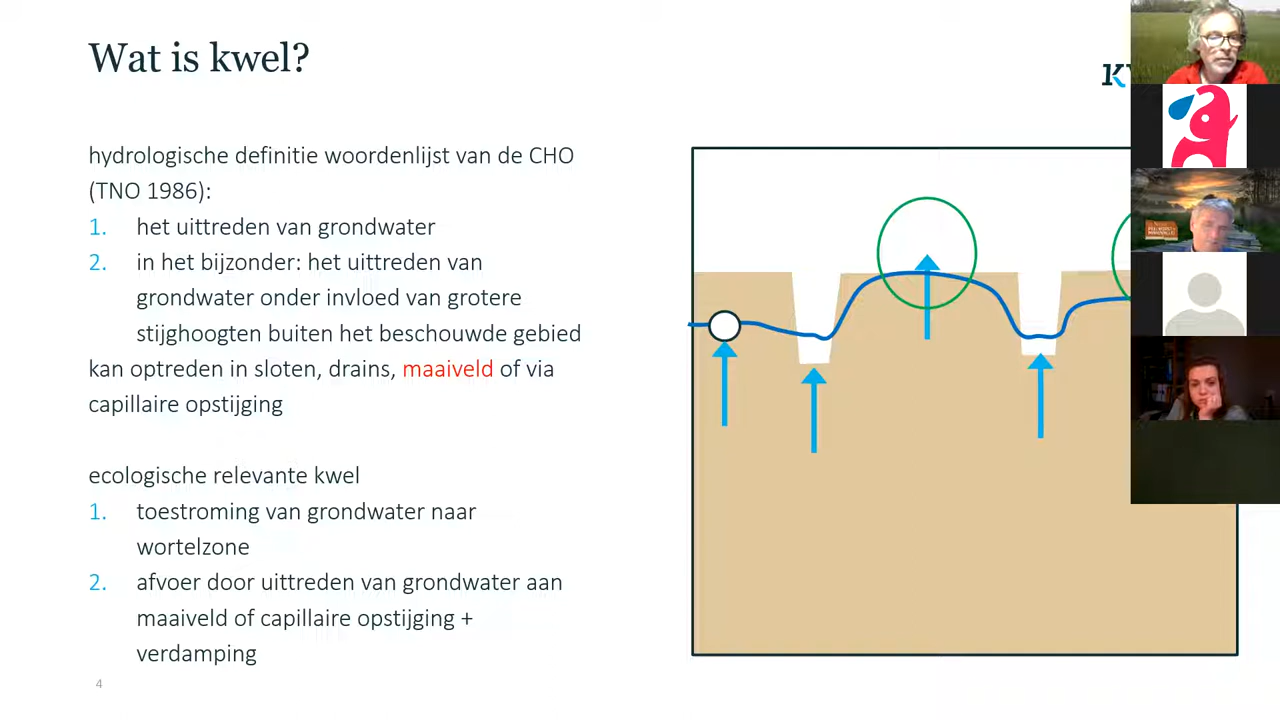 Wat is kwel?
hydrologische definitie woordenlijst van de CHO
(TNO 1986):
1. het uittreden van grondwater
2. in het bijzonder: het uittreden van
grondwater onder invloed van grotere
stijghoogten buiten het beschouwde gebied
kan optreden in sloten, drains, maaiveld of via
capillaire opstijging
ecologische relevante kwel
1. toestroming van grondwater naar
wortelzone
2. afvoer door uittreden van grondwater aan
maaiveld of capillaire opstijging +
verdamping
4